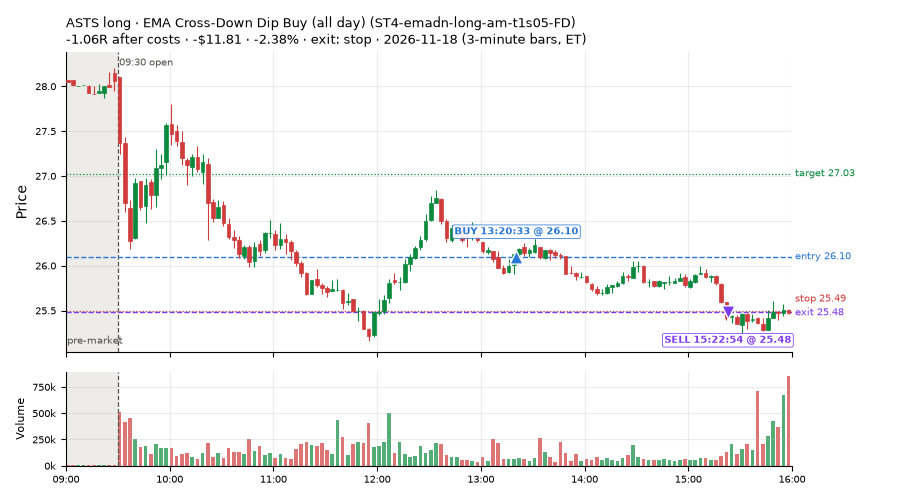 ASTS long · EMA Cross-Down Dip Buy (all day) (ST4-emadn-long-am-t1s05-FD)
-1.06R after costs · -$11.81 · -2.38% · exit: stop · 2026-11-18 (3-minute bars, ET)
09:30 open
28.0
27.5
27.0
26.5
26.0
25.5
Price
target 27.03
BUY 13:20:33 @ 26.10
entry 26.10
stop 25.49
exit 25.48
pre-market
SELL 15:22:54 @ 25.48
750k
500k
250k
0k
Volume
09:00 10:00 11:00 12:00 13:00 14:00 15:00 16:00